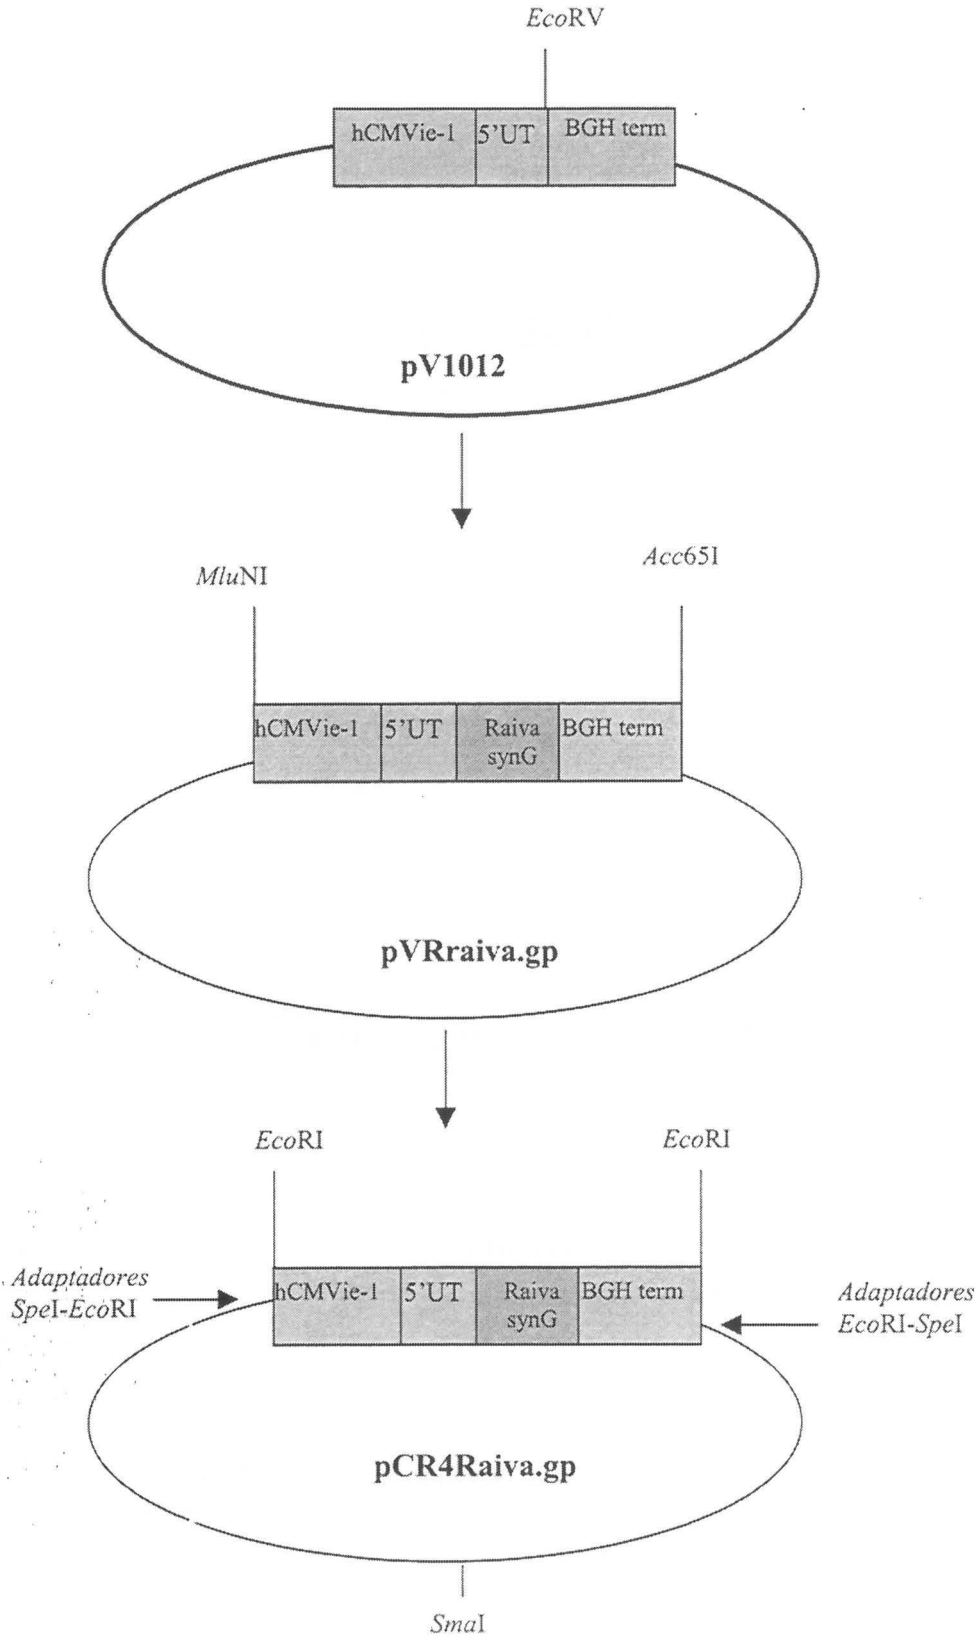 EcoRV
hCMVie-1 5'UT BGH term
pV1012
MluNI
Acc65I
hCMVie-1 5'UT Raiva BGH term
synG
pVRraiva.gp
EcoRI EcoRI
Adaptadores
SpeI-EcoRI
hCMVie-1 5'UT Raiva BGH term
synG
Adaptadores
EcoRI-SpeI
pCR4Raiva.gp
SmaI